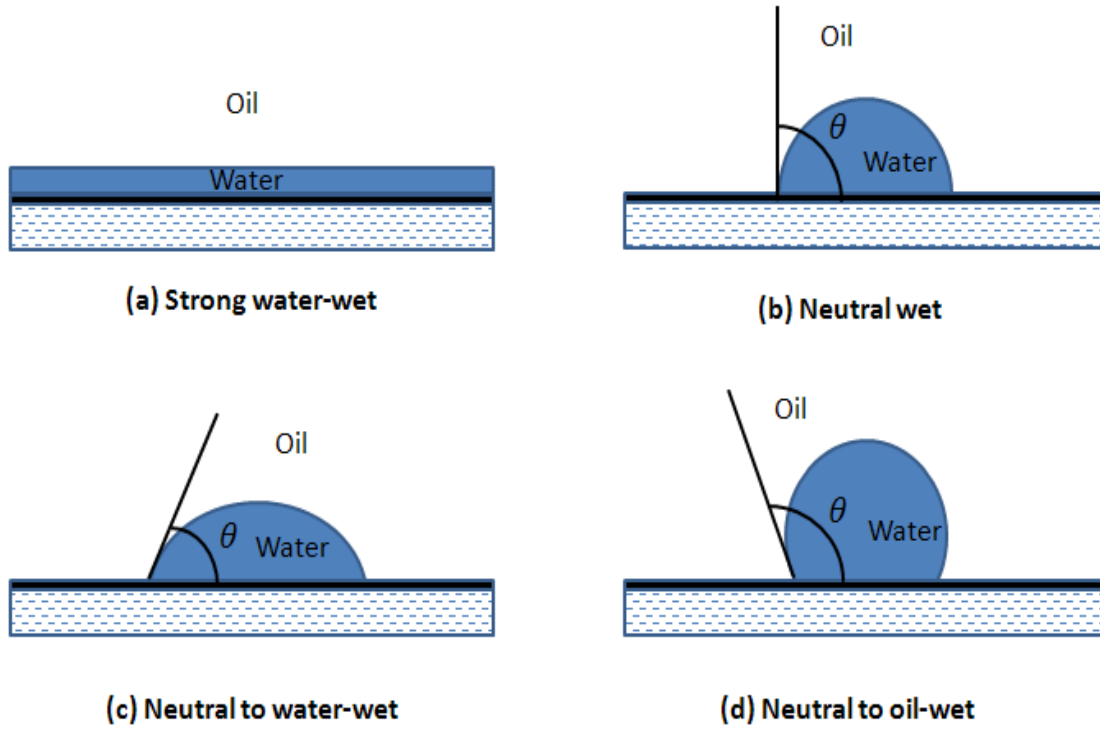 Oil
Water
(a) Strong water-wet
Oil
θ
Water
(b) Neutral wet
Oil
θ
Water
(c) Neutral to water-wet
Oil
θ
Water
(d) Neutral to oil-wet